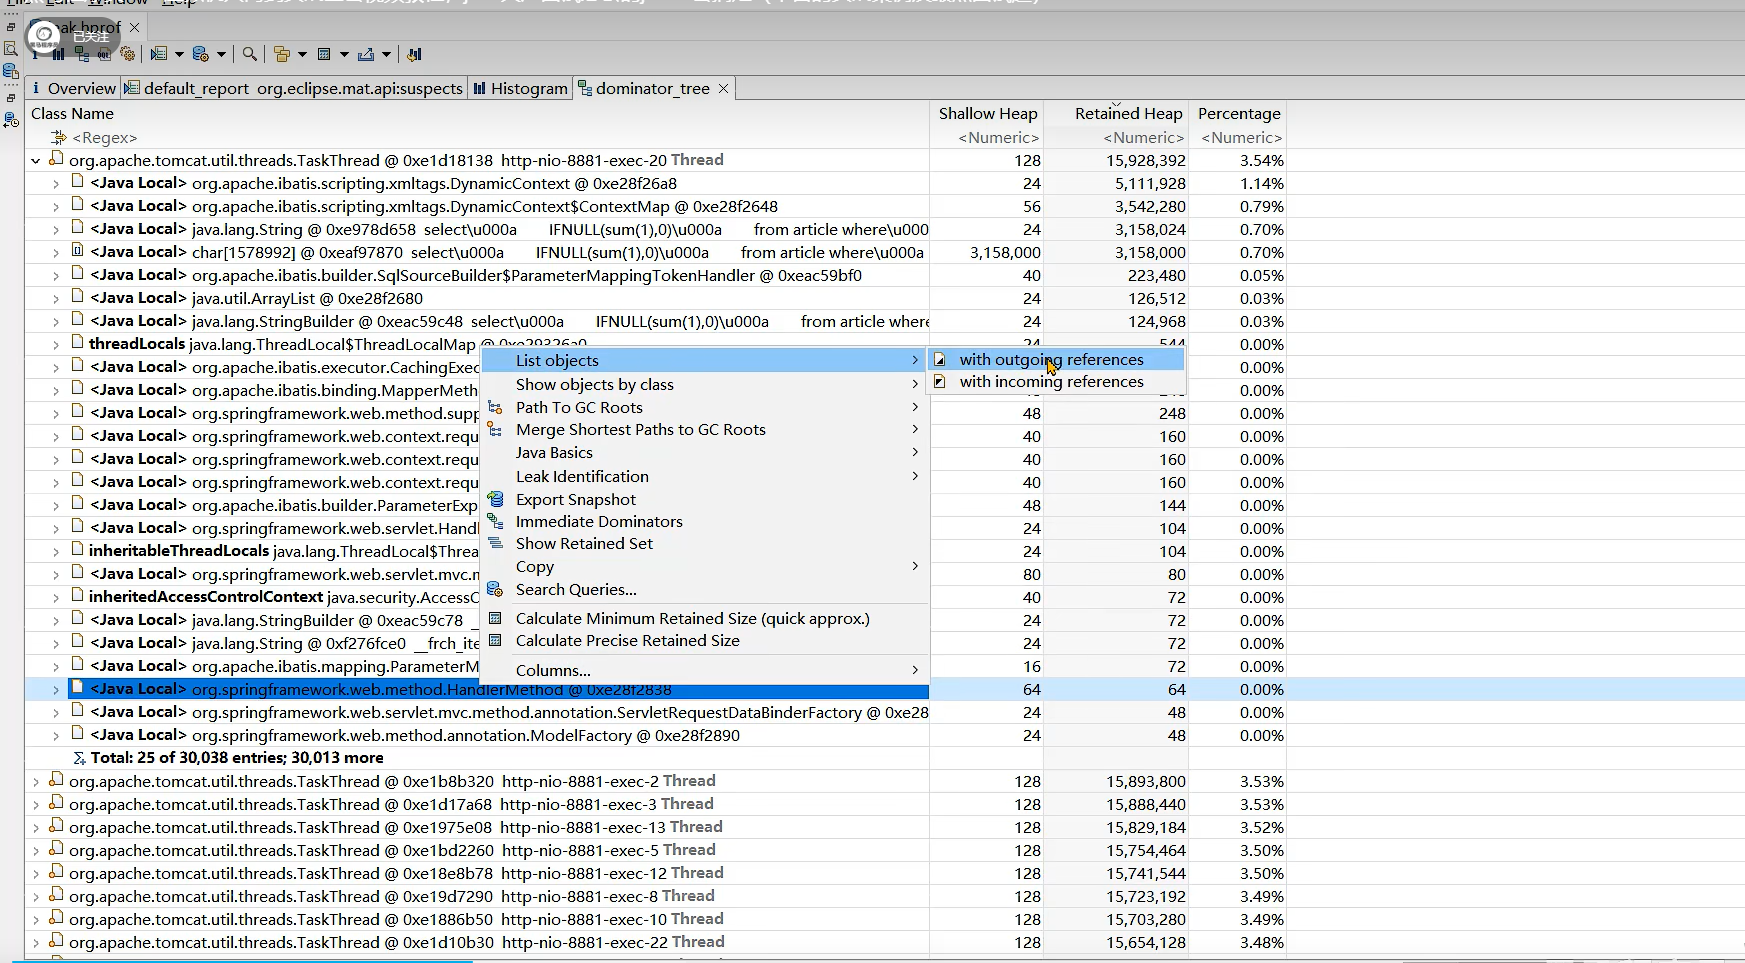 已关注
Overview default_report org.eclipse.mat.api:suspects Histogram dominator_tree
Class Name Shallow Heap Retained Heap Percentage
<Regex> <Numeric> <Numeric> <Numeric>
org.apache.tomcat.util.threads.TaskThread @ 0xe1d18138 http-nio-8881-exec-20 Thread 128 15,928,392 3.54%
<Java Local> org.apache.ibatis.scripting.xmltags.DynamicContext @ 0xe28f26a8 24 5,111,928 1.14%
<Java Local> org.apache.ibatis.scripting.xmltags.DynamicContext$ContextMap @ 0xe28f2648 56 3,542,280 0.79%
<Java Local> java.lang.String @ 0xe978d658 select\u000a IFNULL(sum(1),0)\u000a from article where\u000 24 3,158,024 0.70%
<Java Local> char[1578992] @ 0xeaf97870 select\u000a IFNULL(sum(1),0)\u000a from article where\u000a 3,158,000 3,158,000 0.70%
<Java Local> org.apache.ibatis.builder.SqlSourceBuilder$ParameterMappingTokenHandler @ 0xeac59bf0 40 223,480 0.05%
<Java Local> java.util.ArrayList @ 0xe28f2680 24 126,512 0.03%
<Java Local> java.lang.StringBuilder @ 0xeac59c48 select\u000a IFNULL(sum(1),0)\u000a from article where 24 124,968 0.03%
threadLocals java.lang.ThreadLocal$ThreadLocalMap 0.00%
<Java Local> org.apache.ibatis.executor.CachingExec 0.00%
<Java Local> org.apache.ibatis.binding.MapperMeth 0.00%
<Java Local> org.springframework.web.method.supp 48 248 0.00%
<Java Local> org.springframework.web.context.requ 40 160 0.00%
<Java Local> org.springframework.web.context.requ 40 160 0.00%
<Java Local> org.springframework.web.context.requ 40 160 0.00%
<Java Local> org.apache.ibatis.builder.ParameterExp 48 144 0.00%
<Java Local> org.springframework.web.servlet.Handl 24 104 0.00%
inheritableThreadLocals java.lang.ThreadLocal$Threa 24 104 0.00%
<Java Local> org.springframework.web.servlet.mvc.m 80 80 0.00%
inheritedAccessControlContext java.security.AccessC 40 72 0.00%
<Java Local> java.lang.StringBuilder @ 0xeac59c78 _ 24 72 0.00%
<Java Local> java.lang.String @ 0xf276fce0 __frch_ite 24 72 0.00%
<Java Local> org.apache.ibatis.mapping.ParameterM 16 72 0.00%
<Java Local> org.springframework.web.method.HandlerMethod @ 0xe28f2838 64 64 0.00%
<Java Local> org.springframework.web.servlet.mvc.method.annotation.ServletRequestDataBinderFactory @ 0xe28 24 48 0.00%
<Java Local> org.springframework.web.method.annotation.ModelFactory @ 0xe28f2890 24 48 0.00%
Total: 25 of 30,038 entries; 30,013 more
org.apache.tomcat.util.threads.TaskThread @ 0xe1b8b320 http-nio-8881-exec-2 Thread 128 15,893,800 3.53%
org.apache.tomcat.util.threads.TaskThread @ 0xe1d17a68 http-nio-8881-exec-3 Thread 128 15,888,440 3.53%
org.apache.tomcat.util.threads.TaskThread @ 0xe1975e08 http-nio-8881-exec-13 Thread 128 15,829,184 3.52%
org.apache.tomcat.util.threads.TaskThread @ 0xe1bd2260 http-nio-8881-exec-5 Thread 128 15,754,464 3.50%
org.apache.tomcat.util.threads.TaskThread @ 0xe18e8b78 http-nio-8881-exec-12 Thread 128 15,741,544 3.50%
org.apache.tomcat.util.threads.TaskThread @ 0xe19d7290 http-nio-8881-exec-8 Thread 128 15,723,192 3.49%
org.apache.tomcat.util.threads.TaskThread @ 0xe1886b50 http-nio-8881-exec-10 Thread 128 15,703,280 3.49%
org.apache.tomcat.util.threads.TaskThread @ 0xe1d10b30 http-nio-8881-exec-22 Thread 128 15,654,128 3.48%
List objects
Show objects by class
Path To GC Roots
Merge Shortest Paths to GC Roots
Java Basics
Leak Identification
Export Snapshot
Immediate Dominators
Show Retained Set
Copy
Search Queries...
Calculate Minimum Retained Size (quick approx.)
Calculate Precise Retained Size
Columns...
with outgoing references
with incoming references